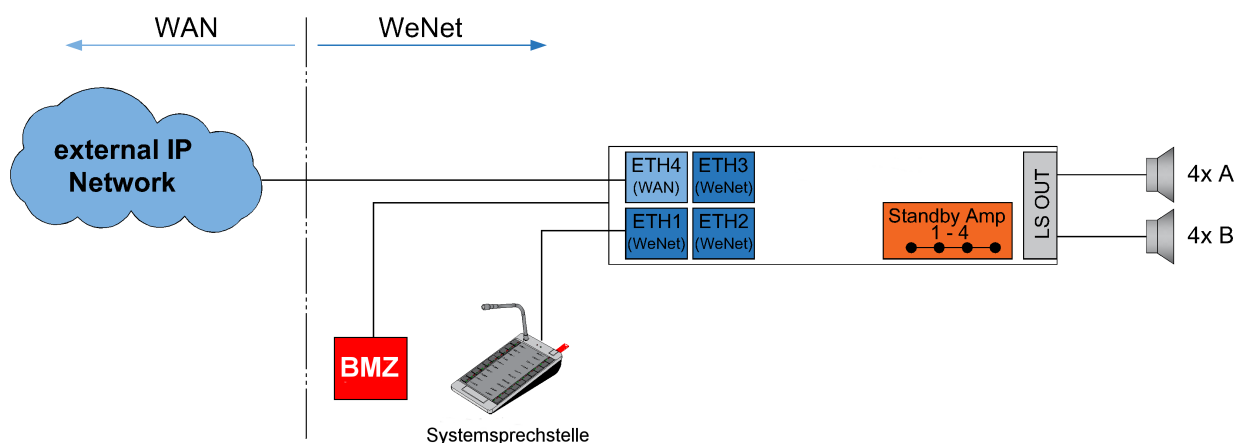 WAN
WeNet
external IP
Network
ETH4
(WAN)
ETH3
(WeNet)
ETH1
(WeNet)
ETH2
(WeNet)
Standby Amp
1 - 4
LS OUT
4x A
4x B
BMZ
Systemsprechstelle